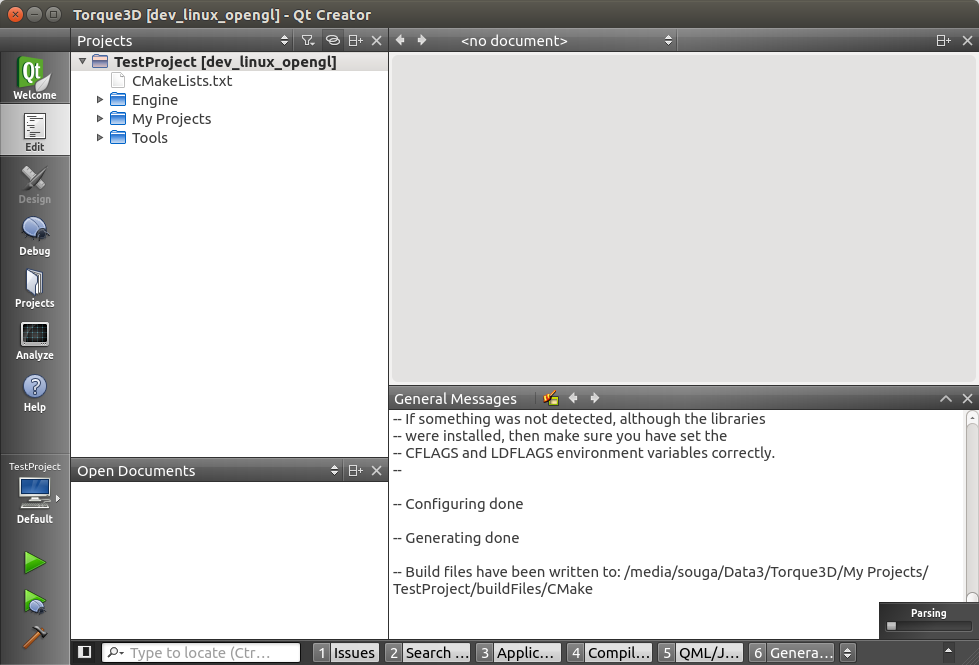 Torque3D [dev_linux_opengl] - Qt Creator
Projects
<no document>
Qt
Welcome
Edit
Design
Debug
Projects
Analyze
Help
TestProject
Default
TestProject [dev_linux_opengl]
CMakeLists.txt
Engine
My Projects
Tools
Open Documents
General Messages
-- If something was not detected, although the libraries
-- were installed, then make sure you have set the
-- CFLAGS and LDFLAGS environment variables correctly.
--
-- Configuring done
-- Generating done
-- Build files have been written to: /media/souga/Data3/Torque3D/My Projects/
TestProject/buildFiles/CMake
Parsing
Type to locate (Ctr...
1 Issues
2 Search ...
3 Applic...
4 Compil...
5 QML/J...
6 Genera...